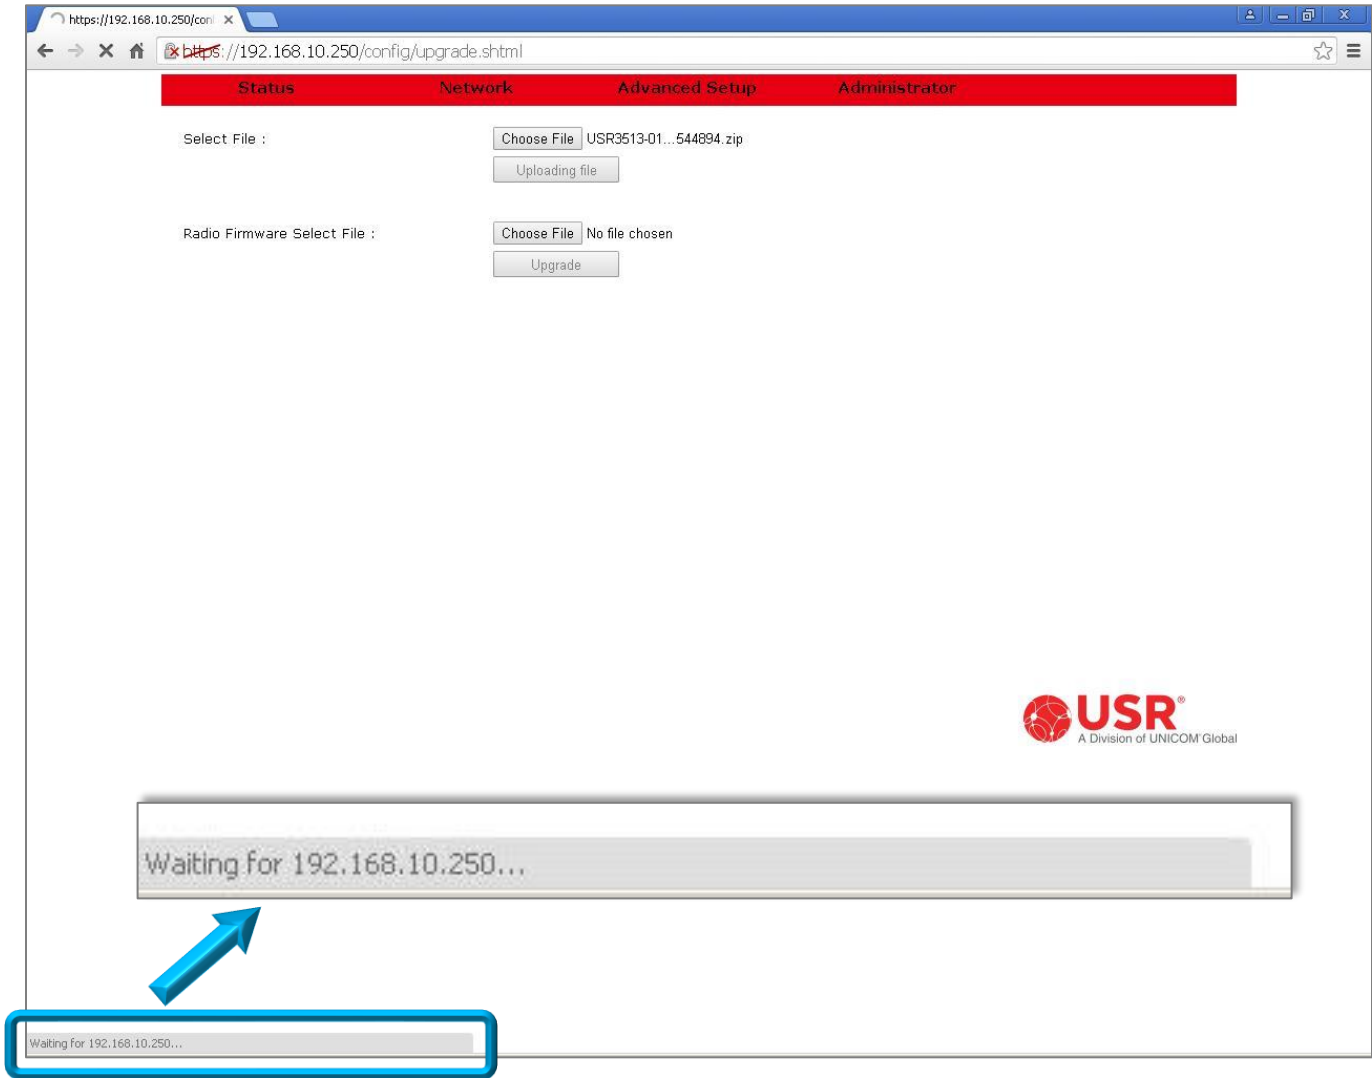 https://192.168.10.250/con
https://192.168.10.250/config/upgrade.shtml
Status Network Advanced Setup Administrator
Select File : Choose File USR3513-01...544894.zip
Uploading file
Radio Firmware Select File : Choose File No file chosen
Upgrade
USR®
A Division of UNICOM Global
Waiting for 192.168.10.250...
Waiting for 192.168.10.250...